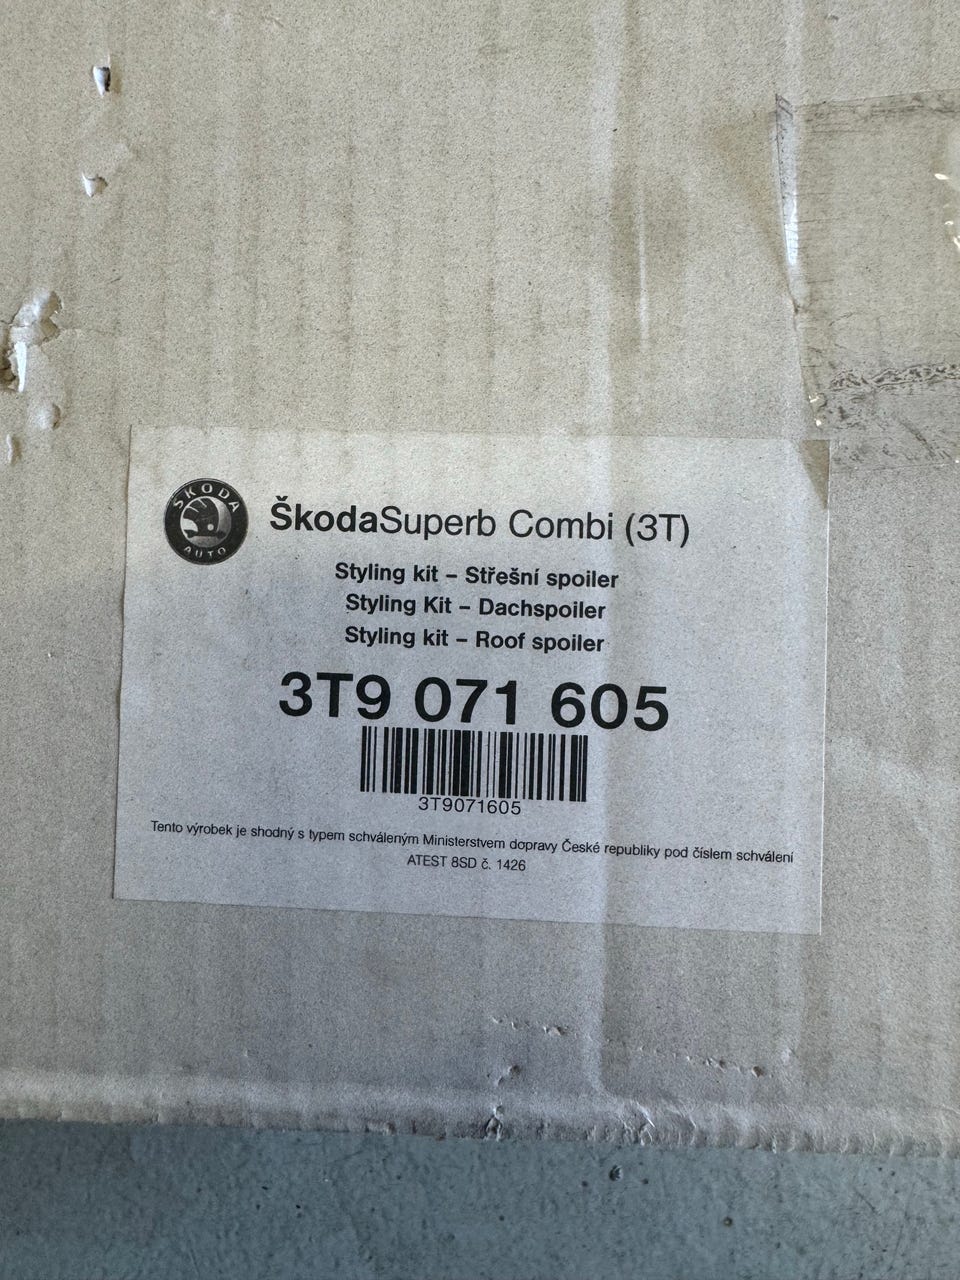 ŠKODA
AUTO
ŠkodaSuperb Combi (3T)
Styling kit – Střešní spoiler
Styling Kit – Dachspoiler
Styling kit – Roof spoiler
3T9 071 605
3T9071605
Tento výrobek je shodný s typem schváleným Ministerstvem dopravy České republiky pod číslem schválení
ATEST 8SD č. 1426